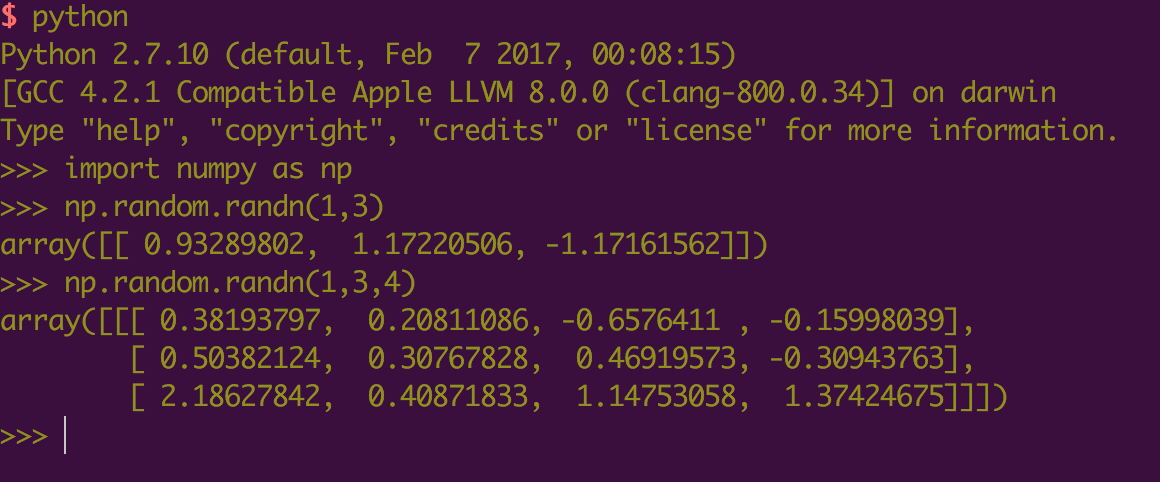 $ python
Python 2.7.10 (default, Feb  7 2017, 00:08:15)
[GCC 4.2.1 Compatible Apple LLVM 8.0.0 (clang-800.0.34)] on darwin
Type "help", "copyright", "credits" or "license" for more information.
>>> import numpy as np
>>> np.random.randn(1,3)
array([[ 0.93289802,  1.17220506, -1.17161562]])
>>> np.random.randn(1,3,4)
array([[[ 0.38193797,  0.20811086, -0.6576411 , -0.15998039],
        [ 0.50382124,  0.30767828,  0.46919573, -0.30943763],
        [ 2.18627842,  0.40871833,  1.14753058,  1.37424675]]])
>>>